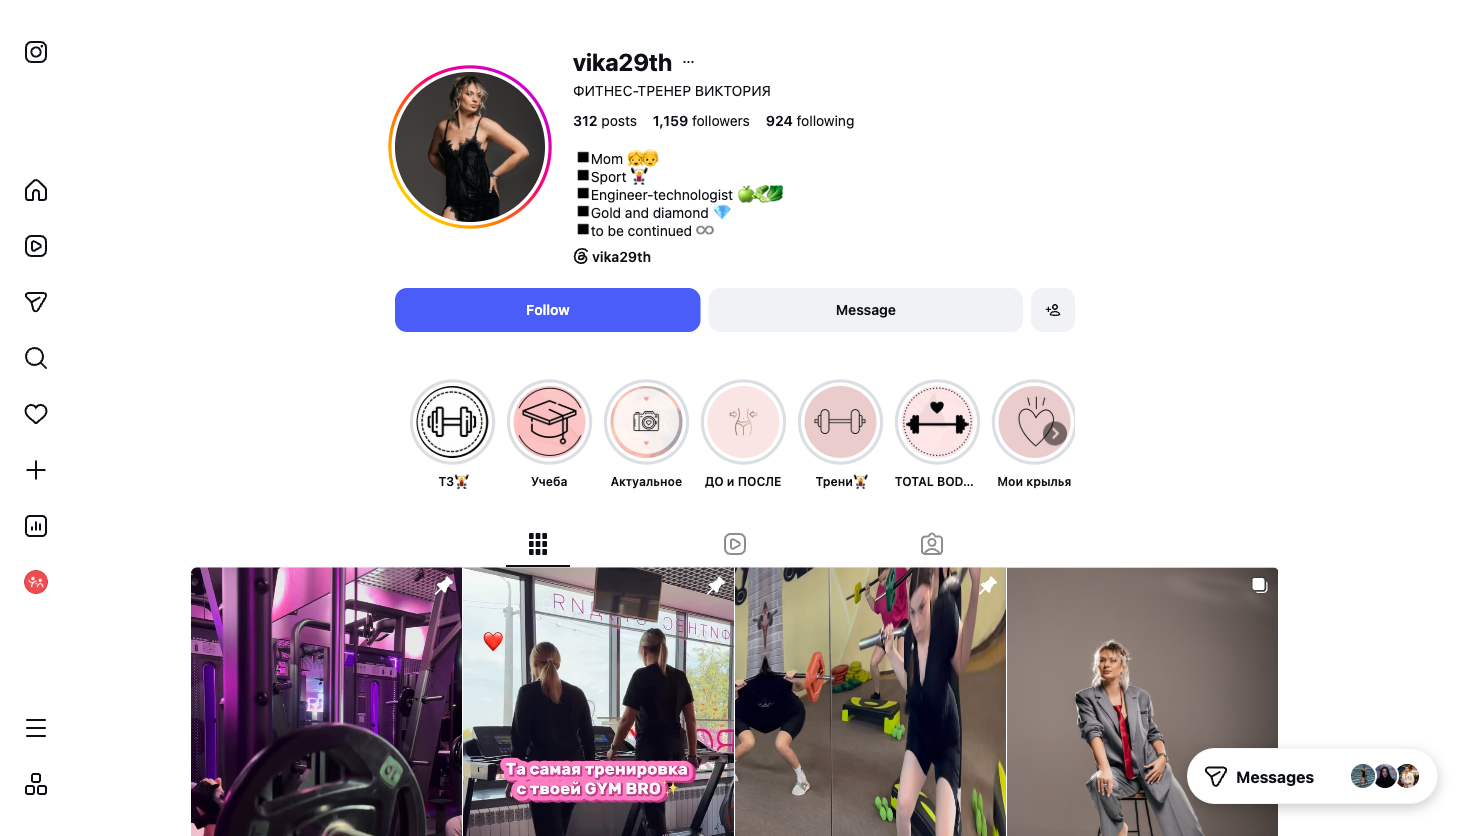 vika29th ...
ФИТНЕС-ТРЕНЕР ВИКТОРИЯ
312 posts 1,159 followers 924 following
◼️Mom 👧👦
◼️Sport 🏋️‍♀️
◼️Engineer-technologist 🍏🥬
◼️Gold and diamond 💎
◼️to be continued ♾
vika29th
Follow Message
ТЗ🏋️‍♀️ Учеба Актуальное ДО и ПОСЛЕ Трени🏋️‍♀️ TOTAL BOD... Мои крылья
Та самая тренировка
с твоей GYM BRO ✨
Messages